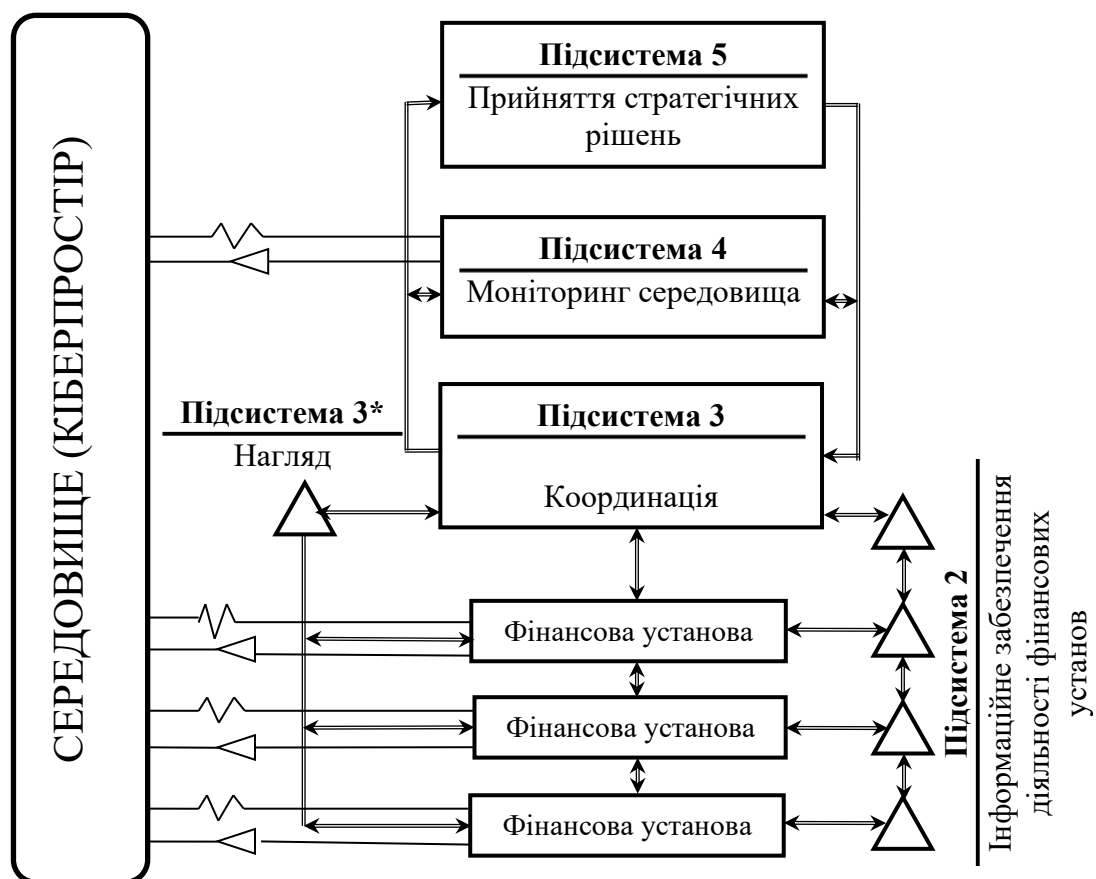 СЕРЕДОВИЩЕ (КІБЕРПРОСТІР)
Підсистема 5
Прийняття стратегічних
рішень
Підсистема 4
Моніторинг середовища
Підсистема 3*
Нагляд
Підсистема 3
Координація
Фінансова установа
Фінансова установа
Фінансова установа
Підсистема 2
Інформаційне забезпечення
діяльності фінансових
установ